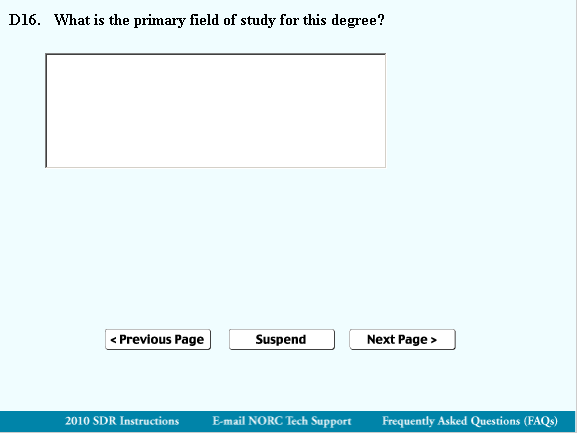 D16. What is the primary field of study for this degree?
< Previous Page Suspend Next Page >
2010 SDR Instructions E-mail NORC Tech Support Frequently Asked Questions (FAQs)